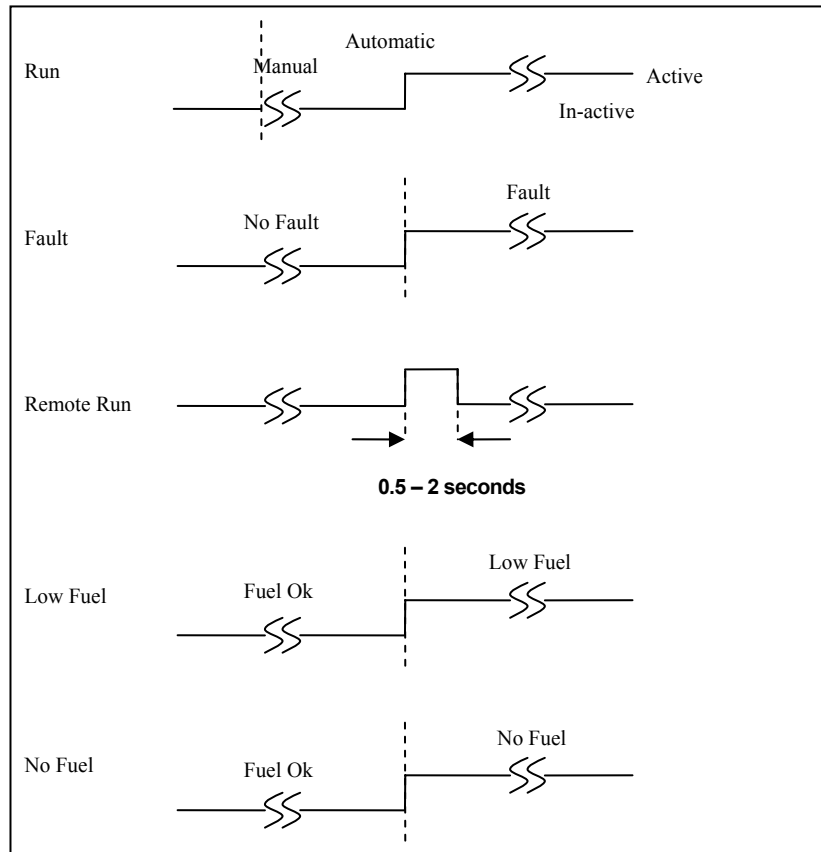 Automatic
Run
Manual
Active
In-active
Fault
No Fault
Fault
Remote Run
0.5 – 2 seconds
Low Fuel
Fuel Ok
Low Fuel
No Fuel
No Fuel
Fuel Ok